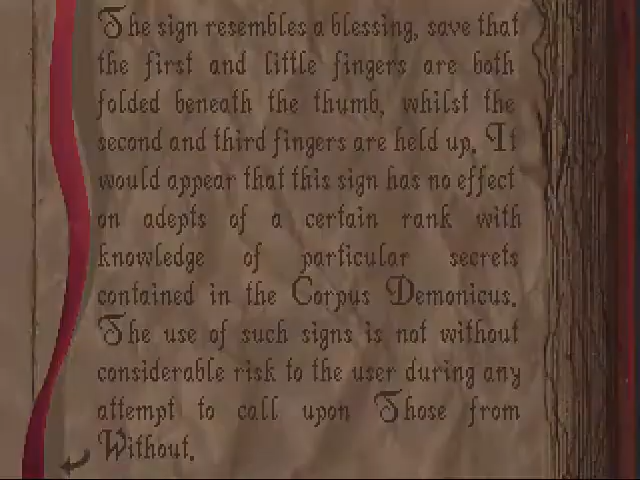 The sign resembles a blessing, save that
the first and little fingers are both
folded beneath the thumb, whilst the
second and third fingers are held up. It
would appear that this sign has no effect
on adepts of a certain rank with
knowledge of particular secrets
contained in the Corpus Demonicus.
The use of such signs is not without
considerable risk to the user during any
attempt to call upon Those from
Without.